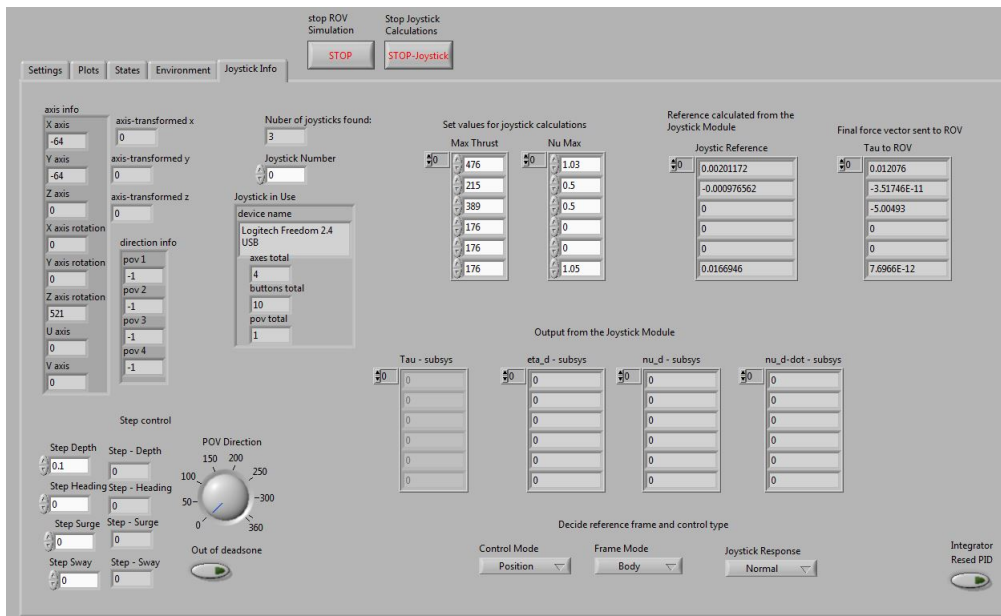 stop ROV
Simulation
Stop Joystick
Calculations
STOP
STOP-Joystick
Settings
Plots
States
Environment
Joystick Info
axis info
X axis
-64
Y axis
-64
Z axis
0
X axis rotation
0
Y axis rotation
0
Z axis rotation
521
U axis
0
V axis
0
axis-transformed x
0
axis-transformed y
0
axis-transformed z
0
direction info
pov 1
-1
pov 2
-1
pov 3
-1
pov 4
-1
Nuber of joysticks found:
3
Joystick Number
0
Joystick in Use
device name
Logitech Freedom 2.4
USB
axes total
4
buttons total
10
pov total
1
Set values for joystick calculations
Max Thrust
0
476
215
389
176
176
176
Nu Max
0
1.03
0.5
0.5
0
0
1.05
Reference calculated from the
Joystick Module
Joystic Reference
0
0.00201172
-0.000976562
0
0
0
0.0166946
Final force vector sent to ROV
Tau to ROV
0
0.012076
-3.51746E-11
-5.00493
0
0
7.6966E-12
Output from the Joystick Module
Tau - subsys
0
0
0
0
0
0
0
eta_d - subsys
0
0
0
0
0
0
0
nu_d - subsys
0
0
0
0
0
0
0
nu_d-dot - subsys
0
0
0
0
0
0
0
Step control
Step Depth
0.1
Step - Depth
0
Step Heading
0
Step - Heading
0
Step Surge
0
Step - Surge
0
Step Sway
0
Step - Sway
0
POV Direction
0
50
100
150
200
250
300
360
Out of deadsone
Decide reference frame and control type
Control Mode
Position
Frame Mode
Body
Joystick Response
Normal
Integrator
Resed PID